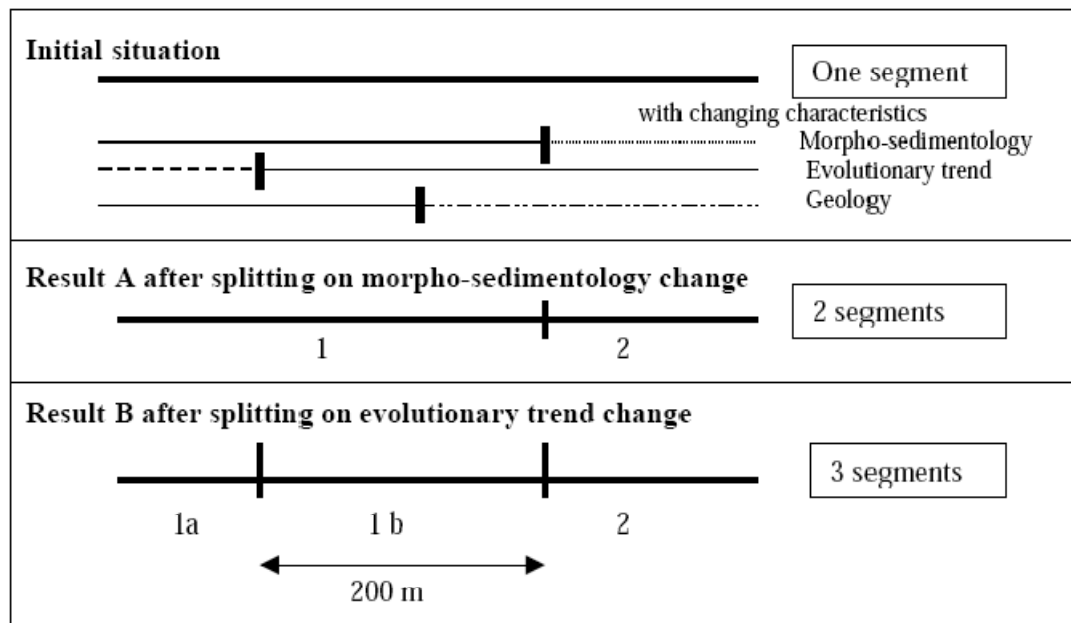 Initial situation
One segment
with changing characteristics
Morpho-sedimentology
Evolutionary trend
Geology
Result A after splitting on morpho-sedimentology change
2 segments
1
2
Result B after splitting on evolutionary trend change
3 segments
1a
1 b
2
200 m